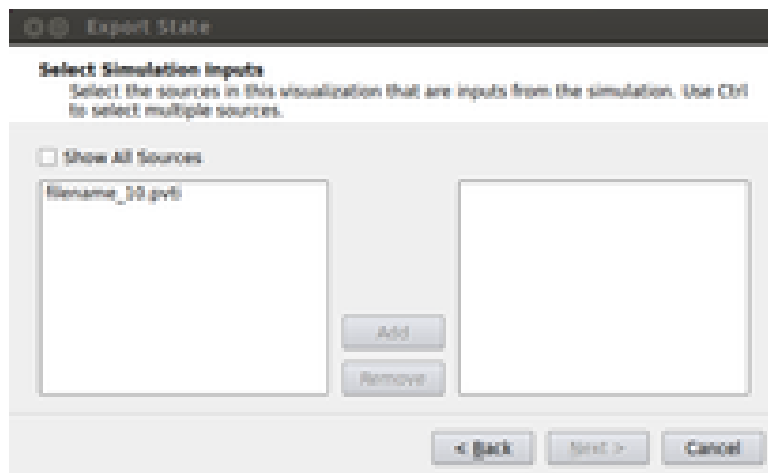 Export State
Select Simulation Inputs
Select the sources in this visualization that are inputs from the simulation. Use Ctrl
to select multiple sources.
Show All Sources
filename_10.pvti
Add
Remove
< Back
Next >
Cancel